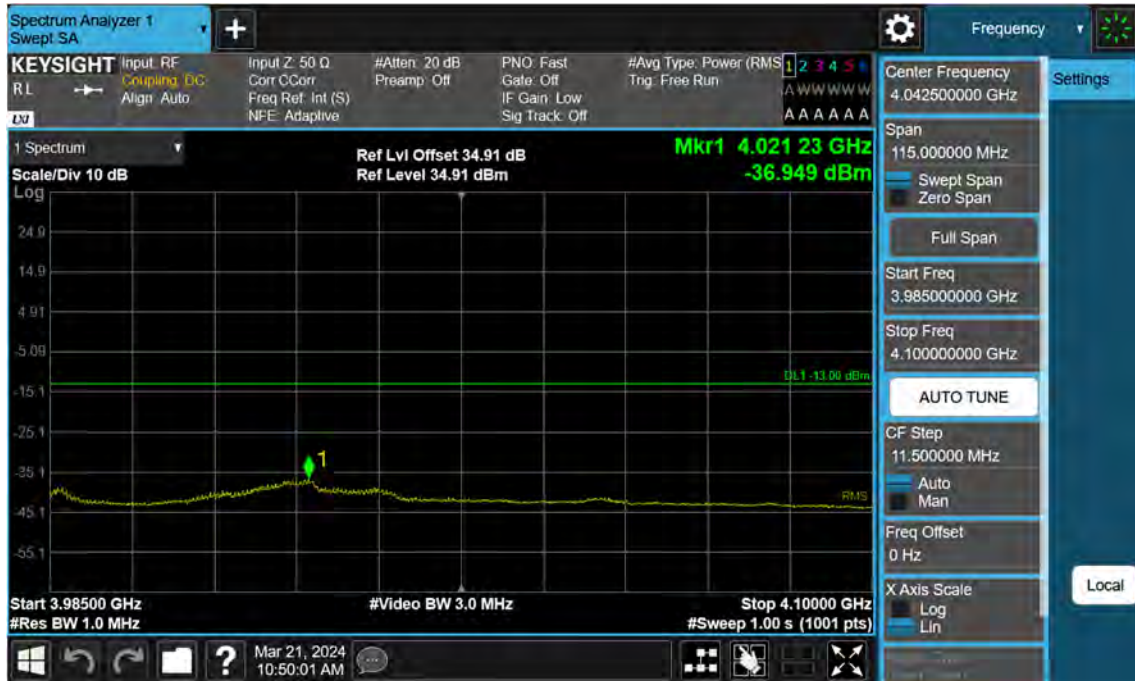 Spectrum Analyzer 1
Swept SA
Frequency
KEYSIGHT
RL
LXI
Input: RF
Coupling: DC
Align: Auto
Input Z: 50 Ω
Corr CCorr
Freq Ref: Int (S)
NFE: Adaptive
#Atten: 20 dB
Preamp: Off
PNO: Fast
Gate: Off
IF Gain: Low
Sig Track: Off
#Avg Type: Power (RMS
Trig: Free Run
1 2 3 4 5 6
A W W W W W
A A A A A A
Center Frequency
4.042500000 GHz
Settings
1 Spectrum
Scale/Div 10 dB
Ref Lvl Offset 34.91 dB
Ref Level 34.91 dBm
Mkr1 4.021 23 GHz
-36.949 dBm
Span
115.000000 MHz
Swept Span
Zero Span
Full Span
Start Freq
3.985000000 GHz
Stop Freq
4.100000000 GHz
AUTO TUNE
CF Step
11.500000 MHz
Auto
Man
Freq Offset
0 Hz
X Axis Scale
Log
Lin
Local
Log
24.9
14.9
4.91
-5.09
DL1 -13.00 dBm
-15.1
-25.1
1
-35.1
RMS
-45.1
-55.1
Start 3.98500 GHz
#Video BW 3.0 MHz
Stop 4.10000 GHz
#Res BW 1.0 MHz
#Sweep 1.00 s (1001 pts)
?
Mar 21, 2024
10:50:01 AM